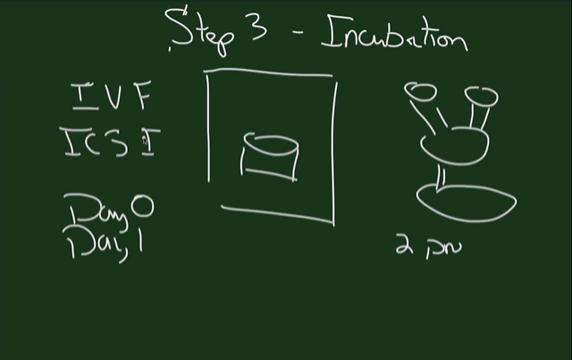 Step 3 - Incubation
IVF
ICSI
Day 0
Day 1
2 pn